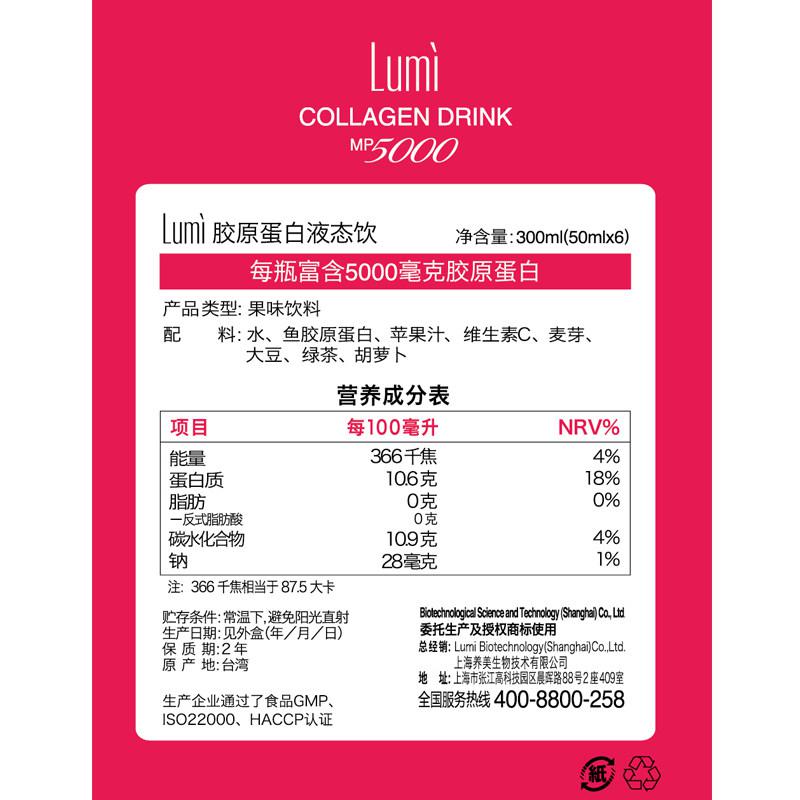 Lumì
COLLAGEN DRINK
MP5000
Lumì 胶原蛋白液态饮 净含量:300ml(50mlx6)
每瓶富含5000毫克胶原蛋白
产品类型: 果味饮料
配 料: 水、鱼胶原蛋白、苹果汁、维生素C、麦芽、
大豆、绿茶、胡萝卜
营养成分表
项目 每100毫升 NRV%
能量 366千焦 4%
蛋白质 10.6克 18%
脂肪 0克 0%
—反式脂肪酸 0克
碳水化合物 10.9克 4%
钠 28毫克 1%
注: 366千焦相当于87.5大卡
贮存条件:常温下,避免阳光直射
生产日期:见外盒(年/月/日)
保 质 期:2年
原 产 地:台湾
生产企业通过了食品GMP、
ISO22000、HACCP认证
Biotechnological Science and Technology (Shanghai) Co., Ltd
委托生产及授权商标使用
总经销: Lumi Biotechnology(Shanghai)Co.,Ltd.
上海养美生物技术有限公司
地 址:上海市张江高科技园区晨晖路88号2座409室
全国服务热线 400-8800-258
紙